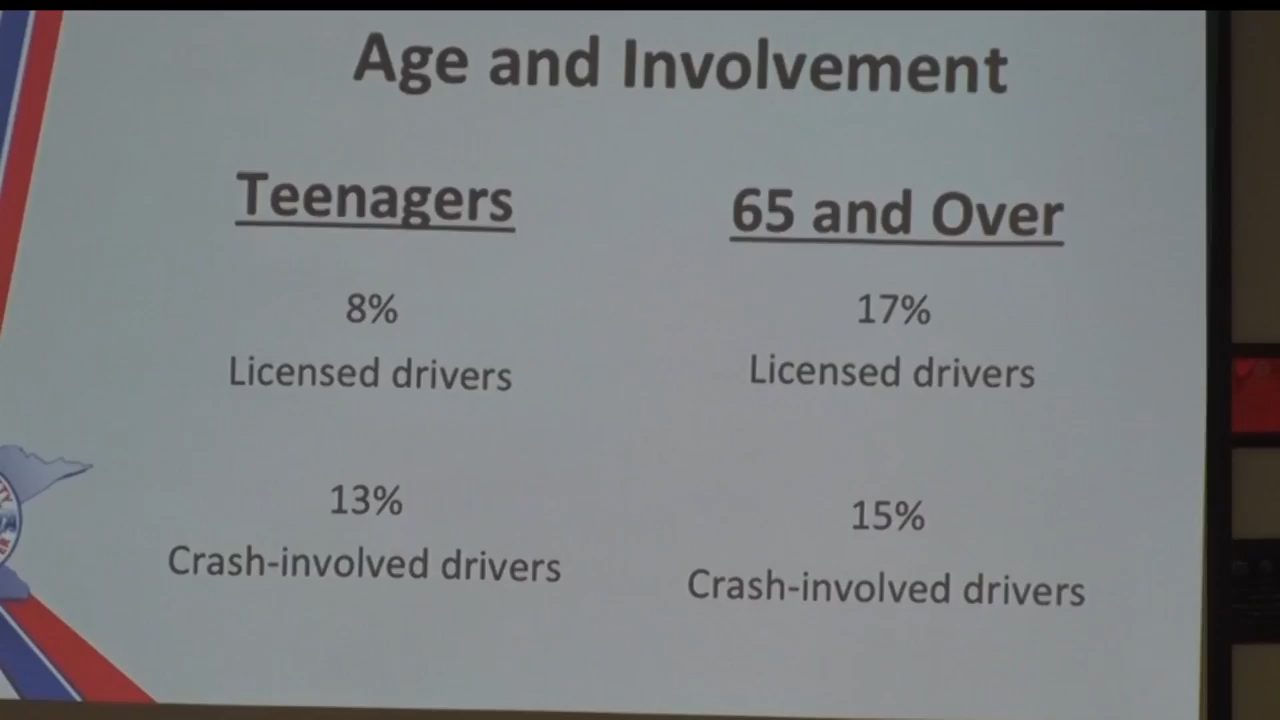 Age and Involvement
Teenagers
8%
Licensed drivers
13%
Crash-involved drivers
65 and Over
17%
Licensed drivers
15%
Crash-involved drivers